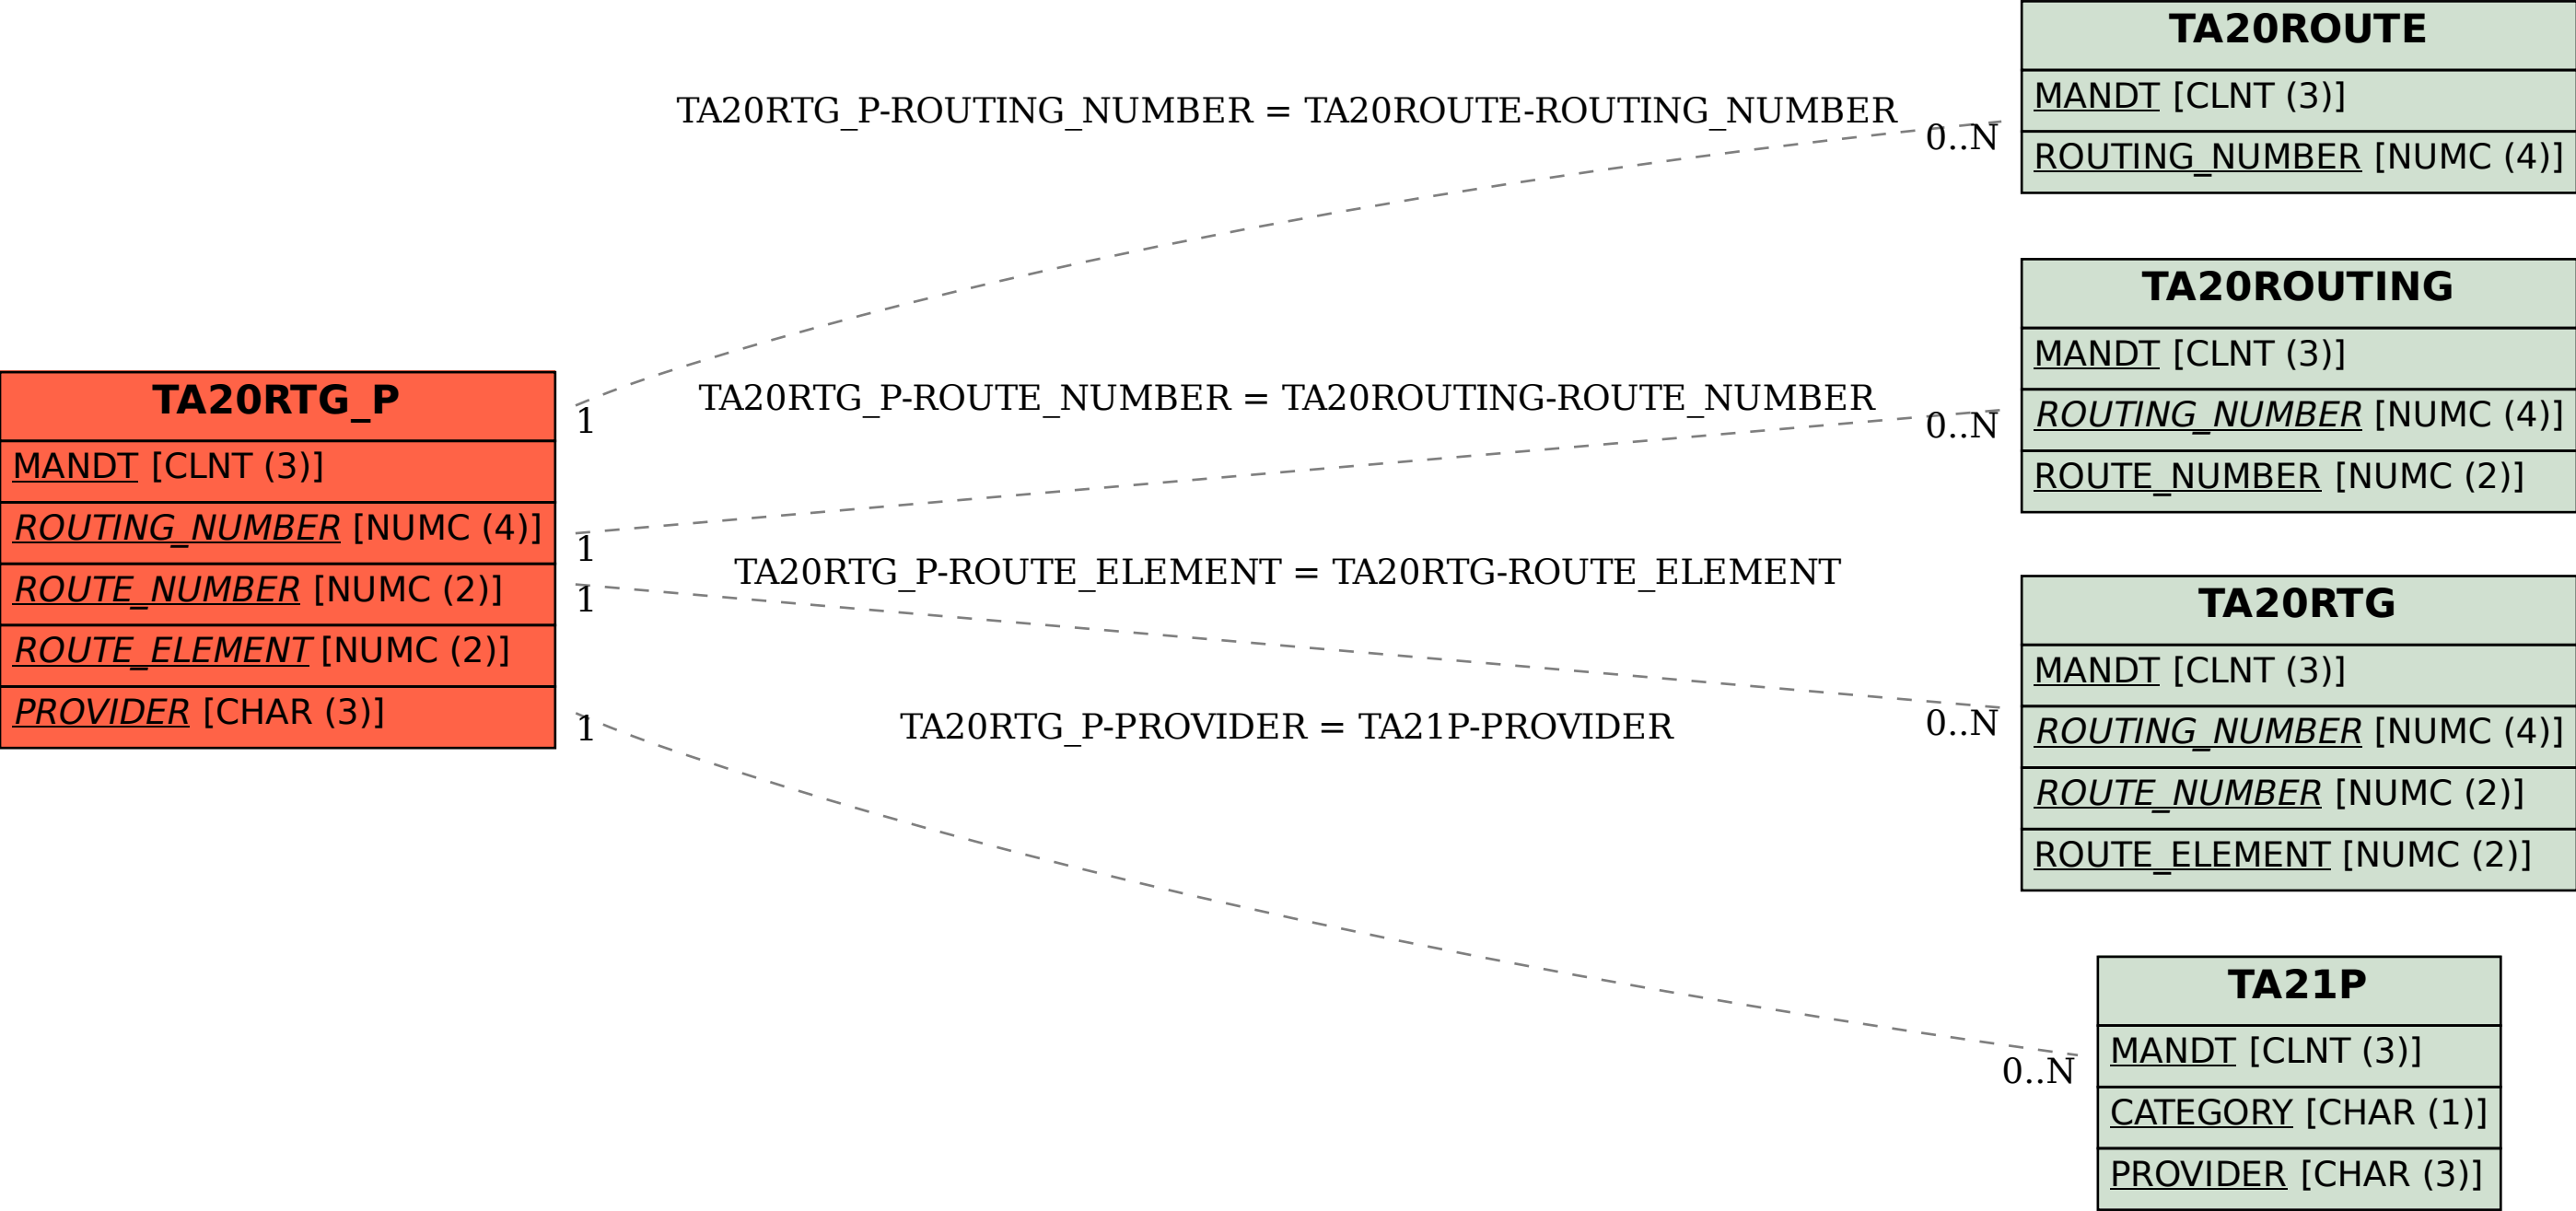 TA20RTG_P
MANDT [CLNT (3)]
ROUTING_NUMBER [NUMC (4)]
ROUTE_NUMBER [NUMC (2)]
ROUTE_ELEMENT [NUMC (2)]
PROVIDER [CHAR (3)]
TA20RTG_P-ROUTING_NUMBER = TA20ROUTE-ROUTING_NUMBER
1
0..N
TA20RTG_P-ROUTE_NUMBER = TA20ROUTING-ROUTE_NUMBER
1
0..N
TA20RTG_P-ROUTE_ELEMENT = TA20RTG-ROUTE_ELEMENT
1
0..N
TA20RTG_P-PROVIDER = TA21P-PROVIDER
1
0..N
TA20ROUTE
MANDT [CLNT (3)]
ROUTING_NUMBER [NUMC (4)]
TA20ROUTING
MANDT [CLNT (3)]
ROUTING_NUMBER [NUMC (4)]
ROUTE_NUMBER [NUMC (2)]
TA20RTG
MANDT [CLNT (3)]
ROUTING_NUMBER [NUMC (4)]
ROUTE_NUMBER [NUMC (2)]
ROUTE_ELEMENT [NUMC (2)]
TA21P
MANDT [CLNT (3)]
CATEGORY [CHAR (1)]
PROVIDER [CHAR (3)]